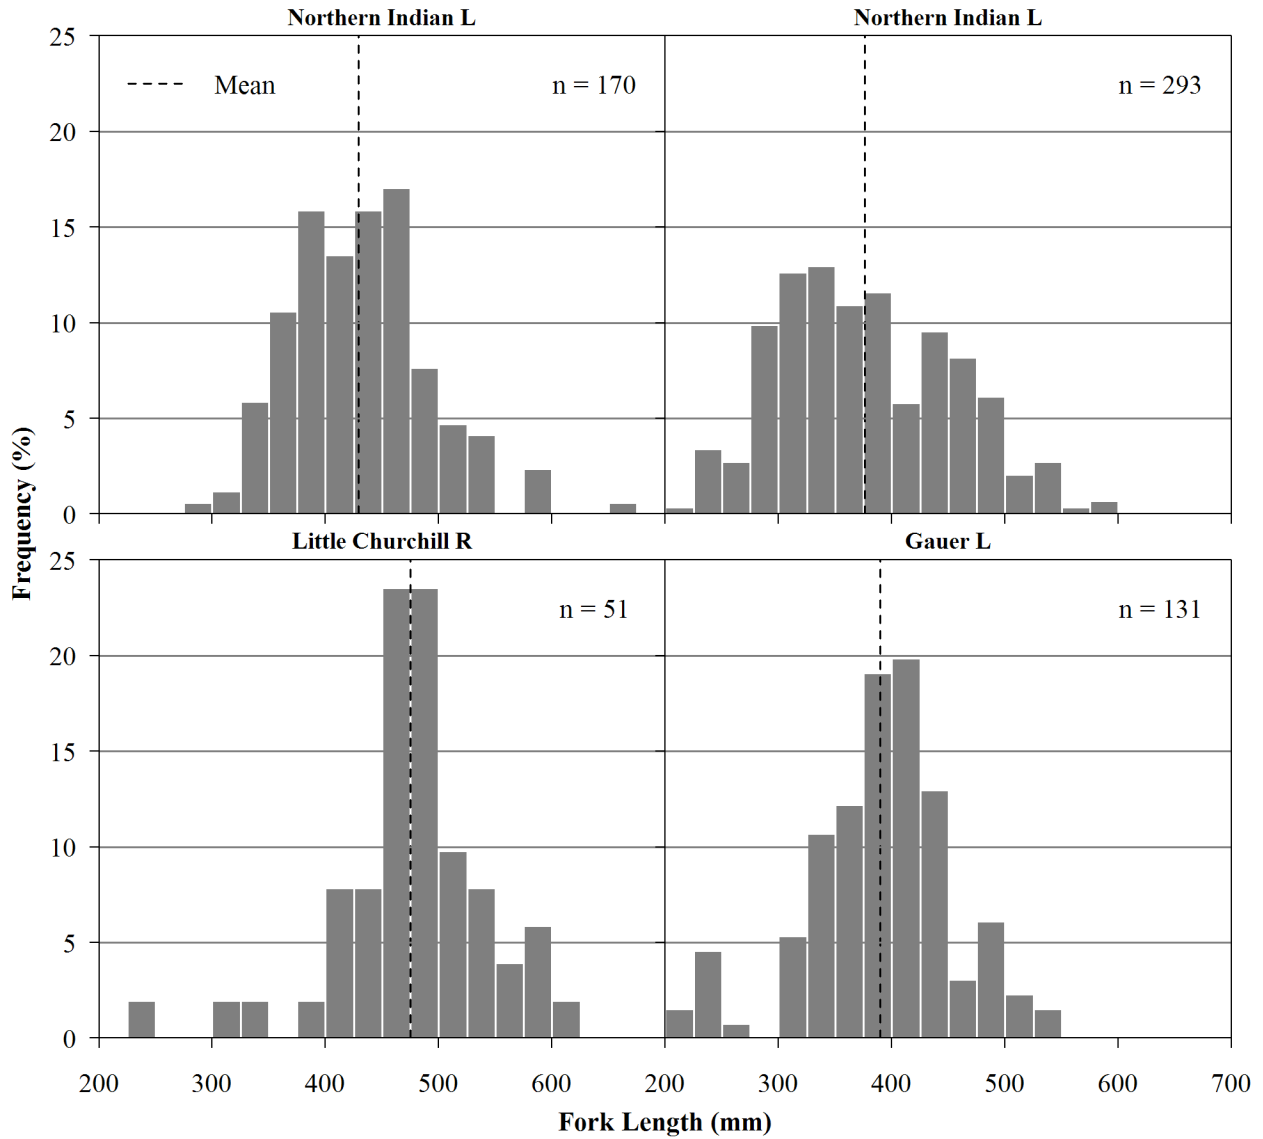 Northern Indian L
Northern Indian L
25
20
15
10
5
0
Mean
n = 170
n = 293
Frequency (%)
Little Churchill R
Gauer L
25
20
15
10
5
0
n = 51
n = 131
200 300 400 500 600 200 300 400 500 600 700
Fork Length (mm)